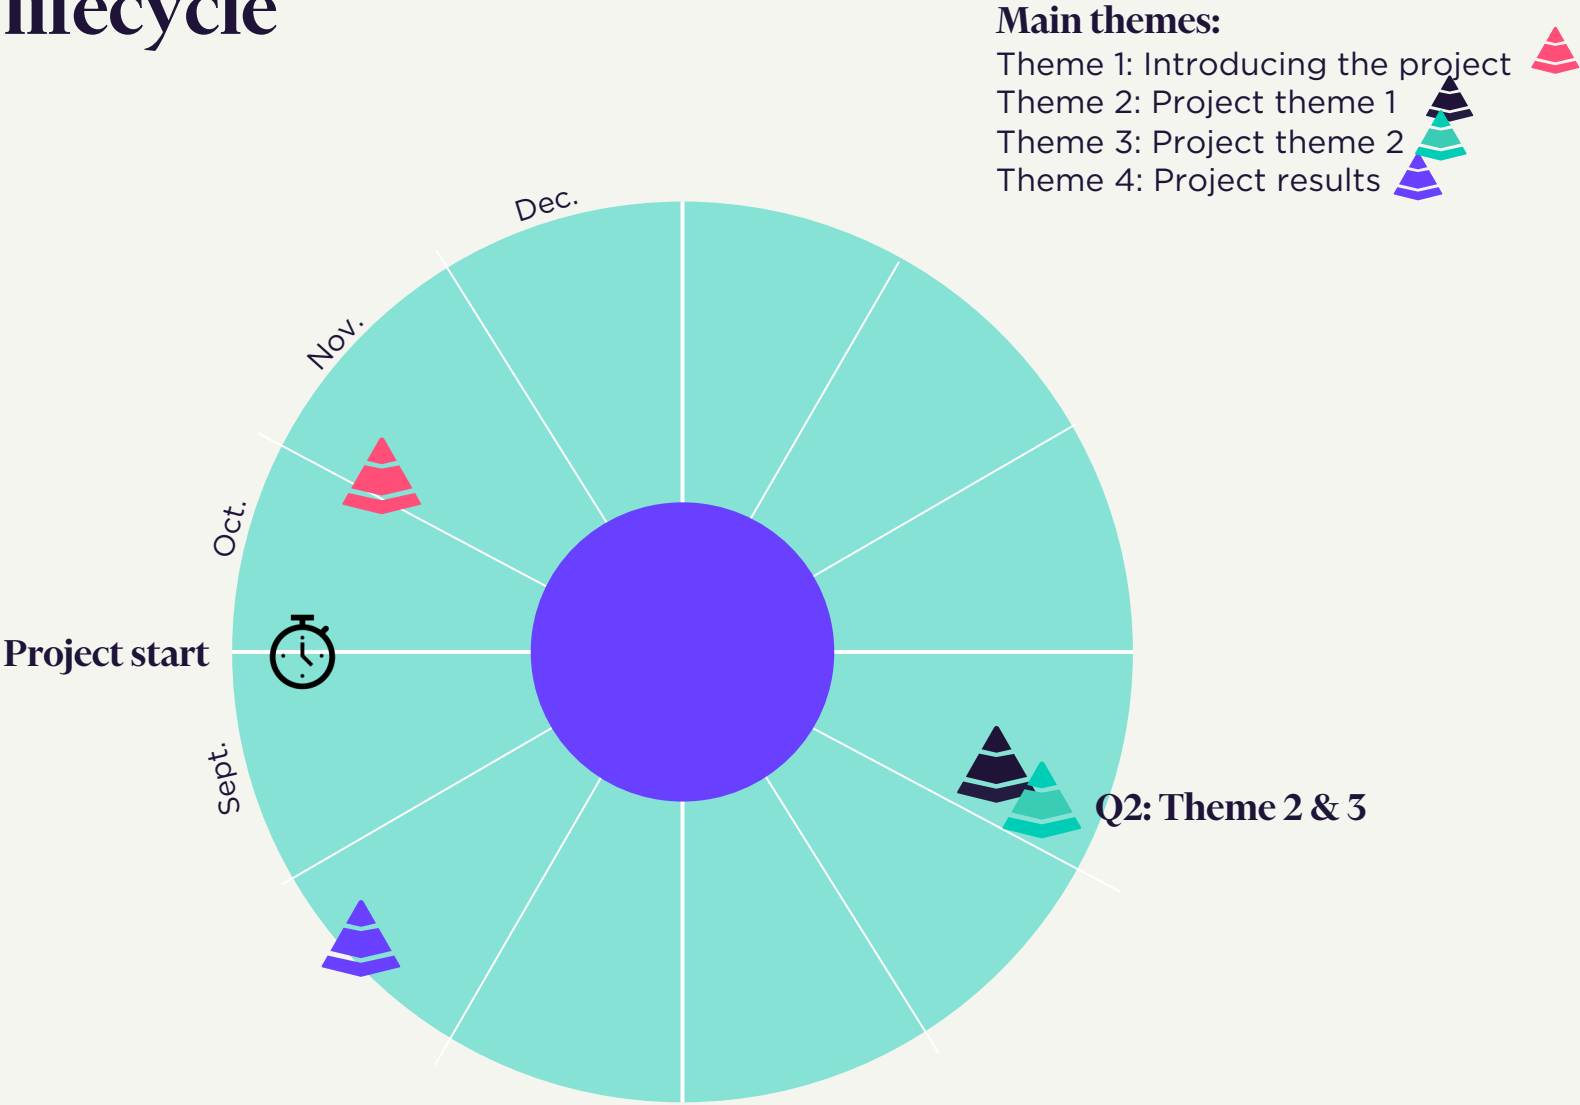 lifecycle
Main themes:
Theme 1: Introducing the project
Theme 2: Project theme 1
Theme 3: Project theme 2
Theme 4: Project results
Dec.
Nov.
Oct.
Project start
Sept.
Q2: Theme 2 & 3